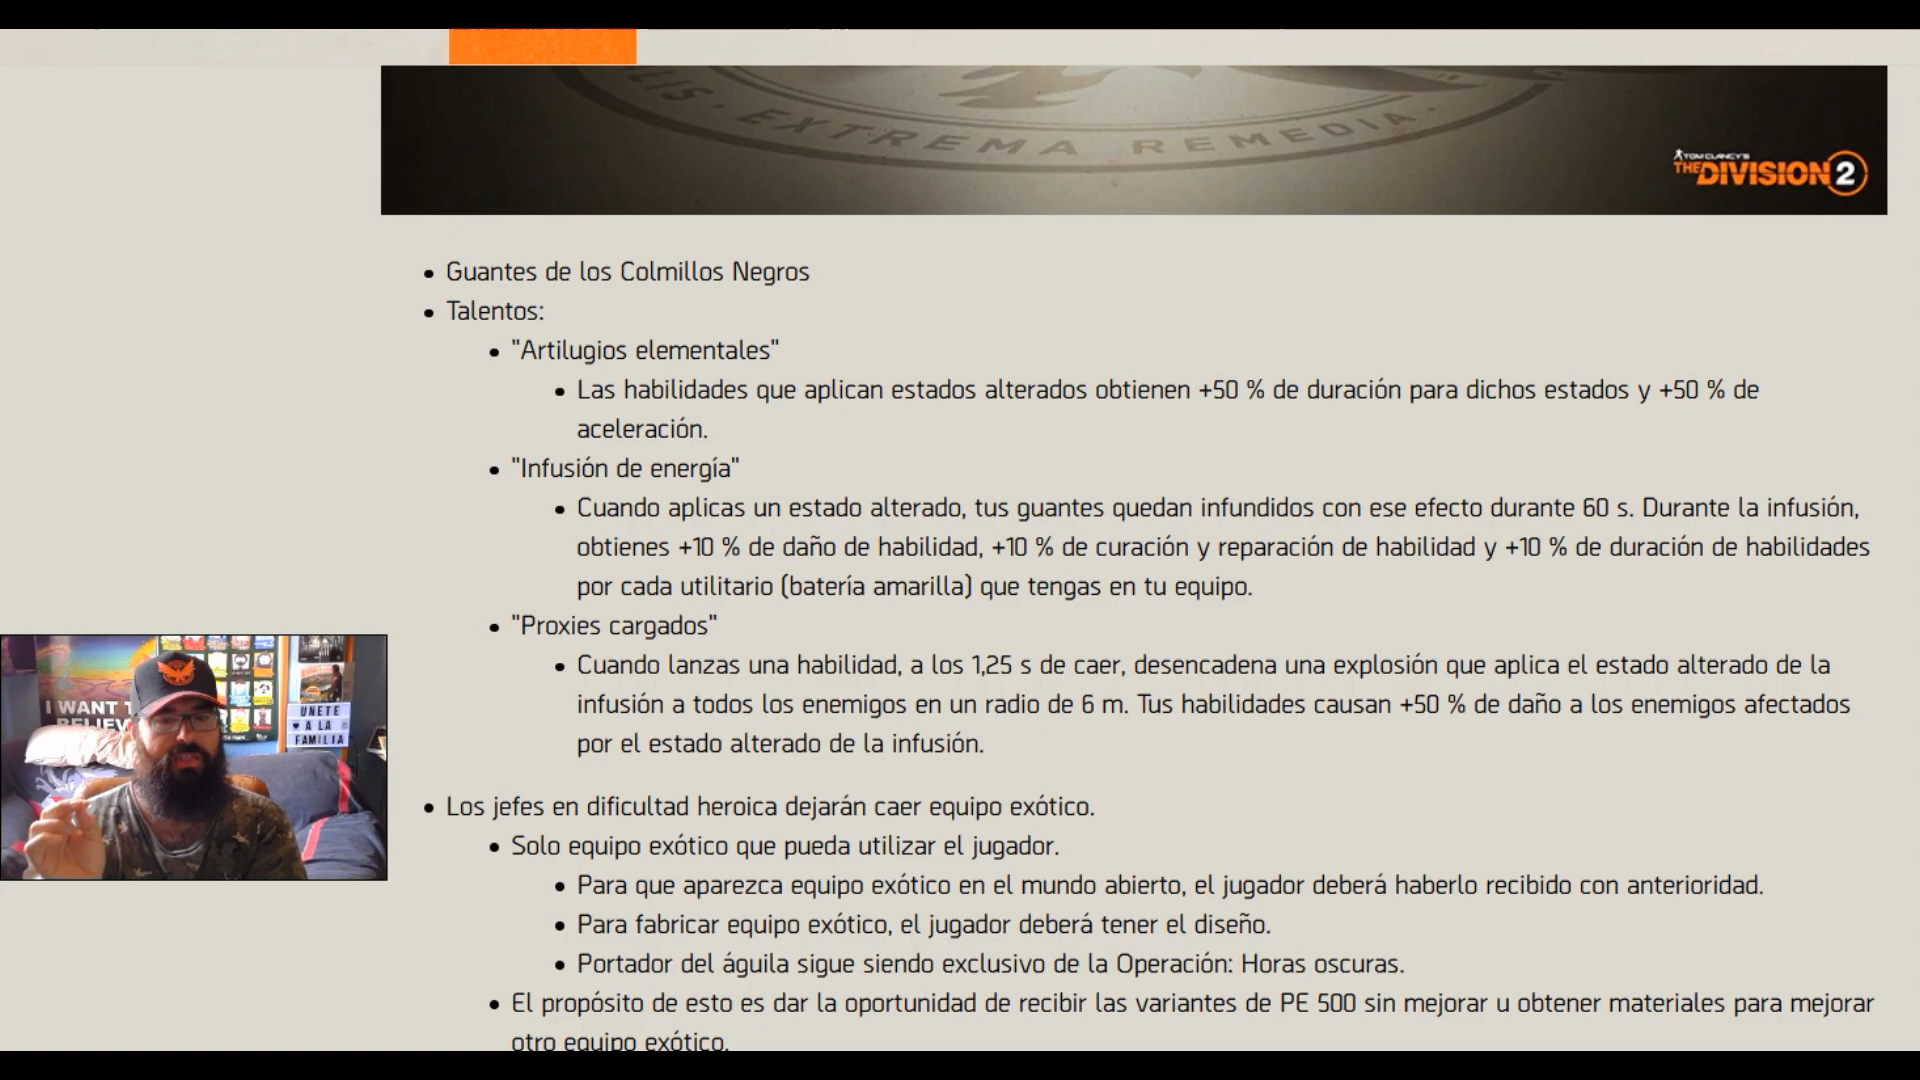 ALIS · EXTREMA REMEDIA ·
TOM CLANCY'S
THE DIVISION 2
• Guantes de los Colmillos Negros
• Talentos:
• "Artilugios elementales"
• Las habilidades que aplican estados alterados obtienen +50 % de duración para dichos estados y +50 % de
aceleración.
• "Infusión de energía"
• Cuando aplicas un estado alterado, tus guantes quedan infundidos con ese efecto durante 60 s. Durante la infusión,
obtienes +10 % de daño de habilidad, +10 % de curación y reparación de habilidad y +10 % de duración de habilidades
por cada utilitario (batería amarilla) que tengas en tu equipo.
• "Proxies cargados"
• Cuando lanzas una habilidad, a los 1,25 s de caer, desencadena una explosión que aplica el estado alterado de la
infusión a todos los enemigos en un radio de 6 m. Tus habilidades causan +50 % de daño a los enemigos afectados
por el estado alterado de la infusión.
• Los jefes en dificultad heroica dejarán caer equipo exótico.
• Solo equipo exótico que pueda utilizar el jugador.
• Para que aparezca equipo exótico en el mundo abierto, el jugador deberá haberlo recibido con anterioridad.
• Para fabricar equipo exótico, el jugador deberá tener el diseño.
• Portador del águila sigue siendo exclusivo de la Operación: Horas oscuras.
• El propósito de esto es dar la oportunidad de recibir las variantes de PE 500 sin mejorar u obtener materiales para mejorar
otro equipo exótico.
I WANT T
BELIEV
UNETE
♥ A LA
FAMILIA